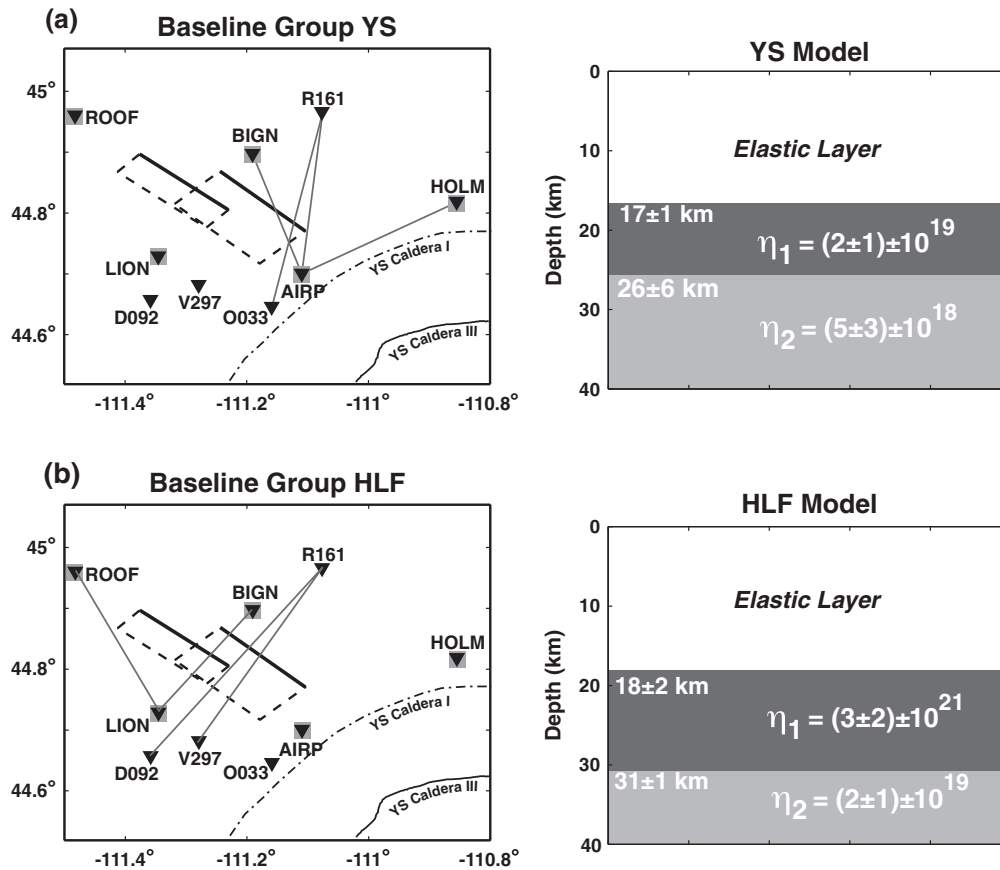 (a)
Baseline Group YS
45°
44.8°
44.6°
-111.4°
-111.2°
-111°
-110.8°
ROOF
BIGN
R161
HOLM
LION
D092
V297
O033
AIRP
YS Caldera I
YS Caldera III
YS Model
Depth (km)
0
10
20
30
40
Elastic Layer
17±1 km
η1 = (2±1)±10^19
26±6 km
η2 = (5±3)±10^18
(b)
Baseline Group HLF
45°
44.8°
44.6°
-111.4°
-111.2°
-111°
-110.8°
ROOF
BIGN
R161
HOLM
LION
D092
V297
O033
AIRP
YS Caldera I
YS Caldera III
HLF Model
Depth (km)
0
10
20
30
40
Elastic Layer
18±2 km
η1 = (3±2)±10^21
31±1 km
η2 = (2±1)±10^19